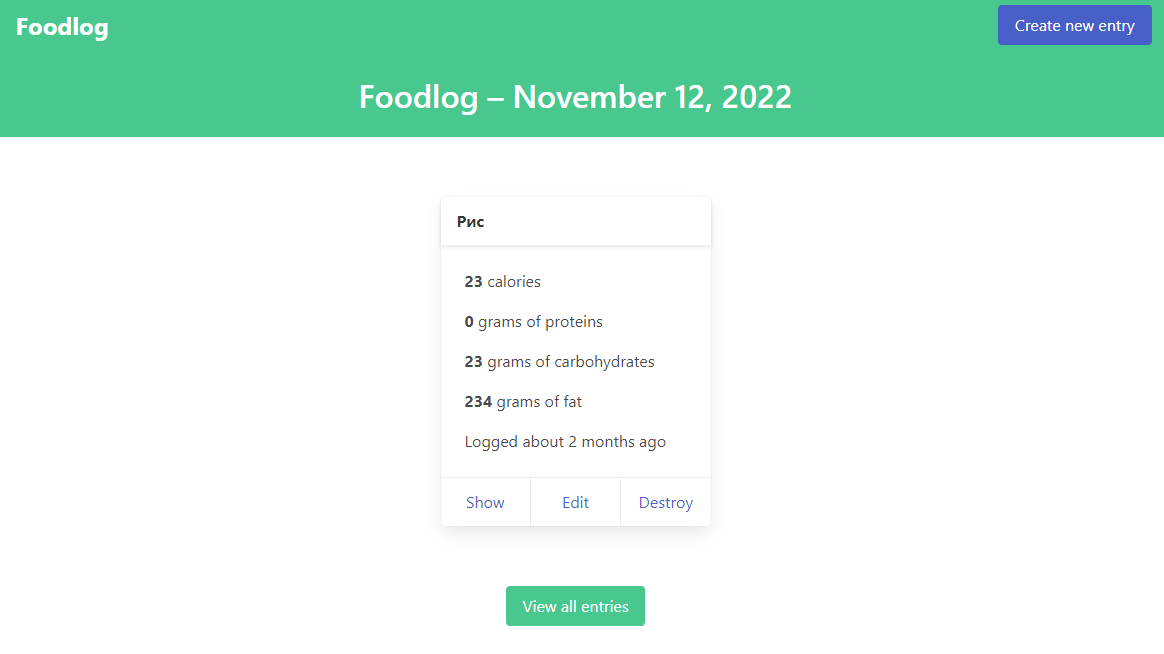 Foodlog
Create new entry
Foodlog – November 12, 2022
Рис
23 calories
0 grams of proteins
23 grams of carbohydrates
234 grams of fat
Logged about 2 months ago
Show
Edit
Destroy
View all entries